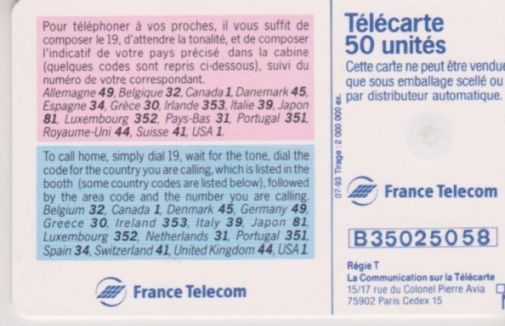 Pour téléphoner à vos proches, il vous suffit de
composer le 19, d'attendre la tonalité, et de composer
l'indicatif de votre pays précisé dans la cabine
(quelques codes sont repris ci-dessous), suivi du
numéro de votre correspondant.
Allemagne 49, Belgique 32, Canada 1, Danemark 45,
Espagne 34, Grèce 30, Irlande 353, Italie 39, Japon
81, Luxembourg 352, Pays-Bas 31, Portugal 351,
Royaume-Uni 44, Suisse 41, USA 1.
To call home, simply dial 19, wait for the tone, dial the
code for the country you are calling, which is listed in the
booth (some country codes are listed below), followed
by the area code and the number you are calling.
Belgium 32, Canada 1, Denmark 45, Germany 49,
Greece 30, Ireland 353, Italy 39, Japon 81,
Luxembourg 352, Netherlands 31, Portugal 351,
Spain 34, Switzerland 41, United Kingdom 44, USA 1.
France Telecom
07-93 Tirage : 2 000 000 ex.
Télécarte
50 unités
Cette carte ne peut être vendue
que sous emballage scellé ou
par distributeur automatique.
France Telecom
B35025058
Régie T
La Communication sur la Télécarte
15/17 rue du Colonel Pierre Avia
75902 Paris Cedex 15